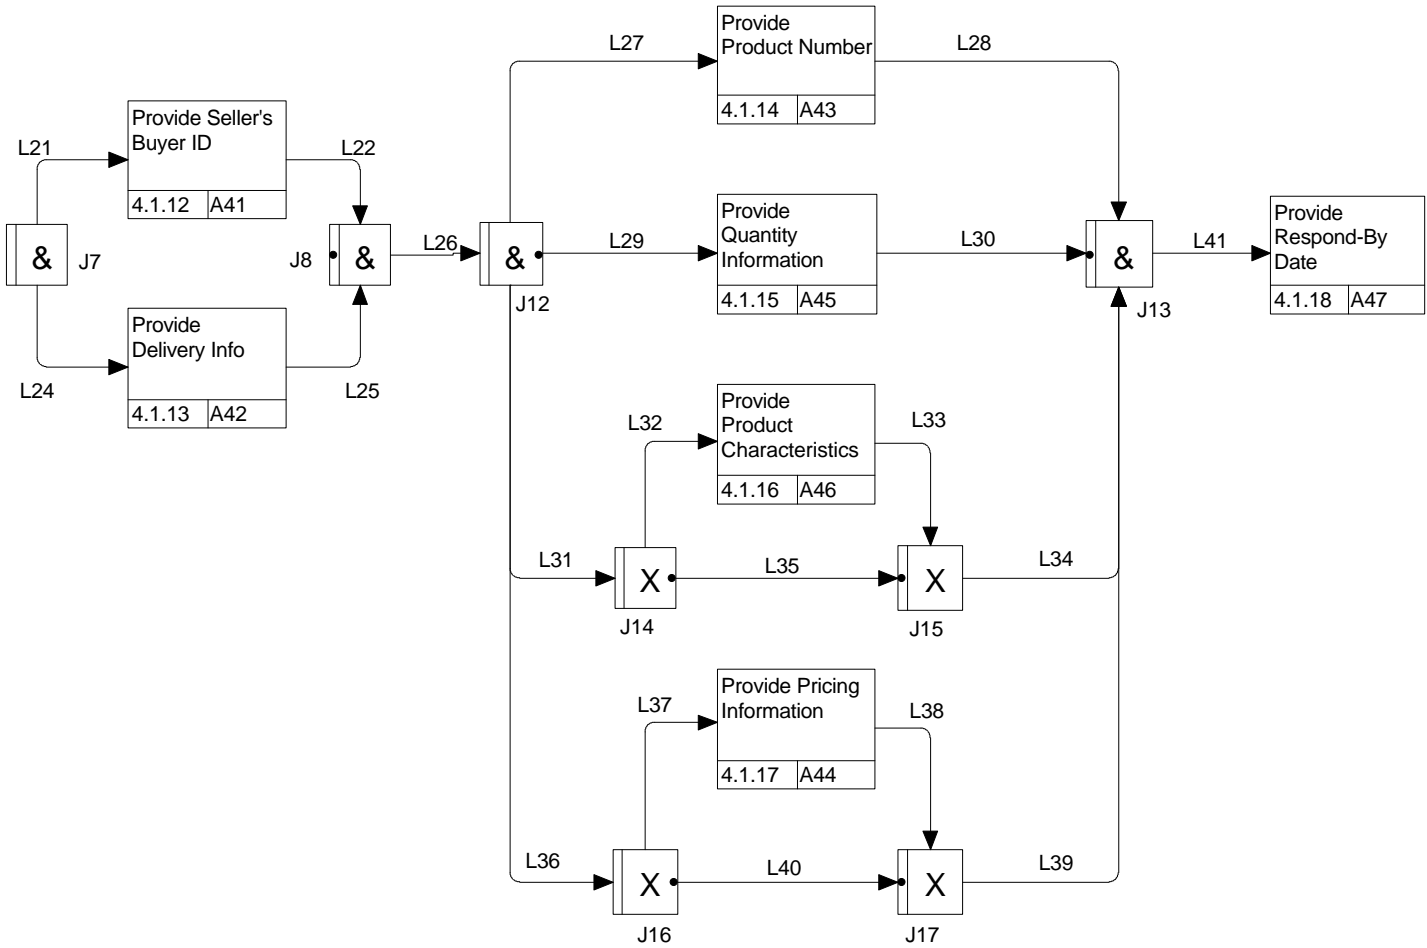 L27
Provide
Product Number
4.1.14 A43
L28
L21
Provide Seller's
Buyer ID
4.1.12 A41
L22
& J7
J8 &
L26
&
J12
L29
Provide
Quantity
Information
4.1.15 A45
L30
&
J13
L41
Provide
Respond-By
Date
4.1.18 A47
L24
Provide
Delivery Info
4.1.13 A42
L25
L32
Provide
Product
Characteristics
4.1.16 A46
L33
L31
X
J14
L35
X
J15
L34
L37
Provide Pricing
Information
4.1.17 A44
L38
L36
X
J16
L40
X
J17
L39